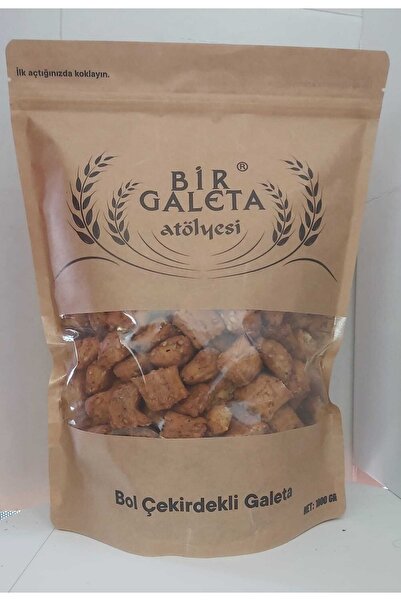 İlk açtığınızda koklayın.
BİR ®
GALETA
atölyesi
Bol Çekirdekli Galeta
NET: 1000 GR.